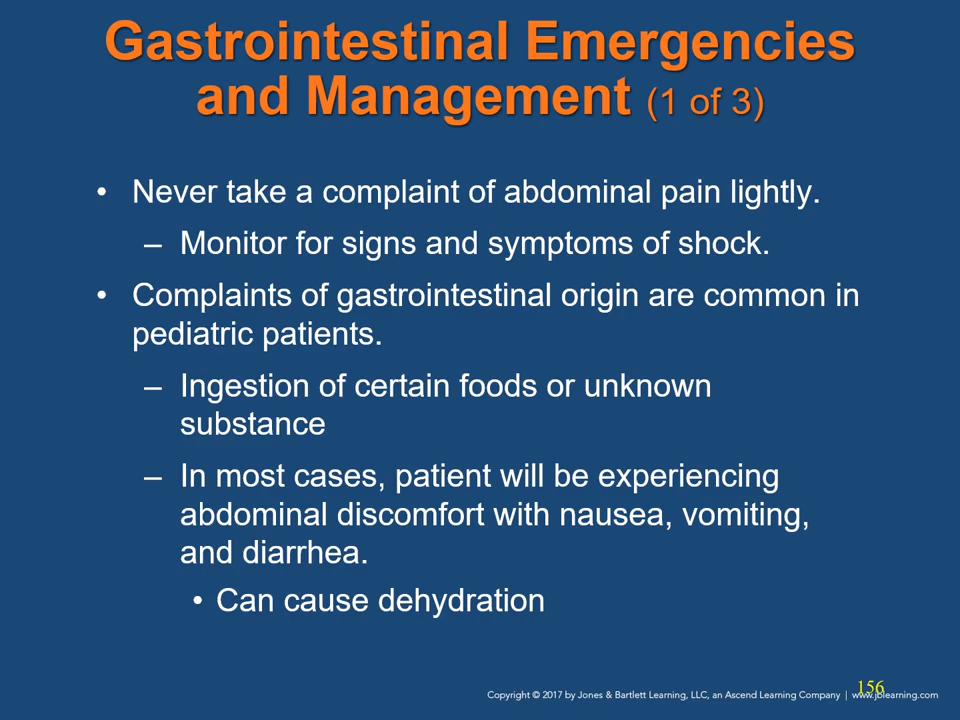 Gastrointestinal Emergencies
and Management (1 of 3)
• Never take a complaint of abdominal pain lightly.
– Monitor for signs and symptoms of shock.
• Complaints of gastrointestinal origin are common in
pediatric patients.
– Ingestion of certain foods or unknown
substance
– In most cases, patient will be experiencing
abdominal discomfort with nausea, vomiting,
and diarrhea.
• Can cause dehydration
156
Copyright © 2017 by Jones & Bartlett Learning, LLC, an Ascend Learning Company | www.jblearning.com